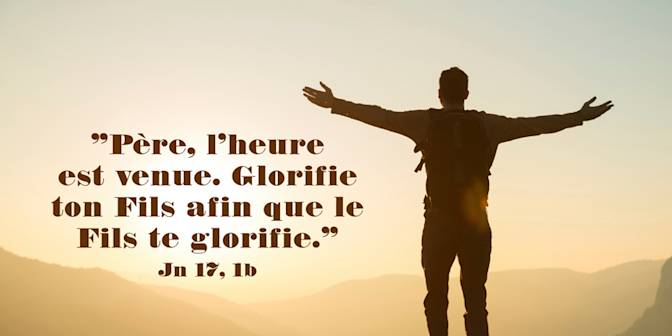 ”Père, l’heure
est venue. Glorifie
ton Fils afin que le
Fils te glorifie.”
Jn 17, 1b